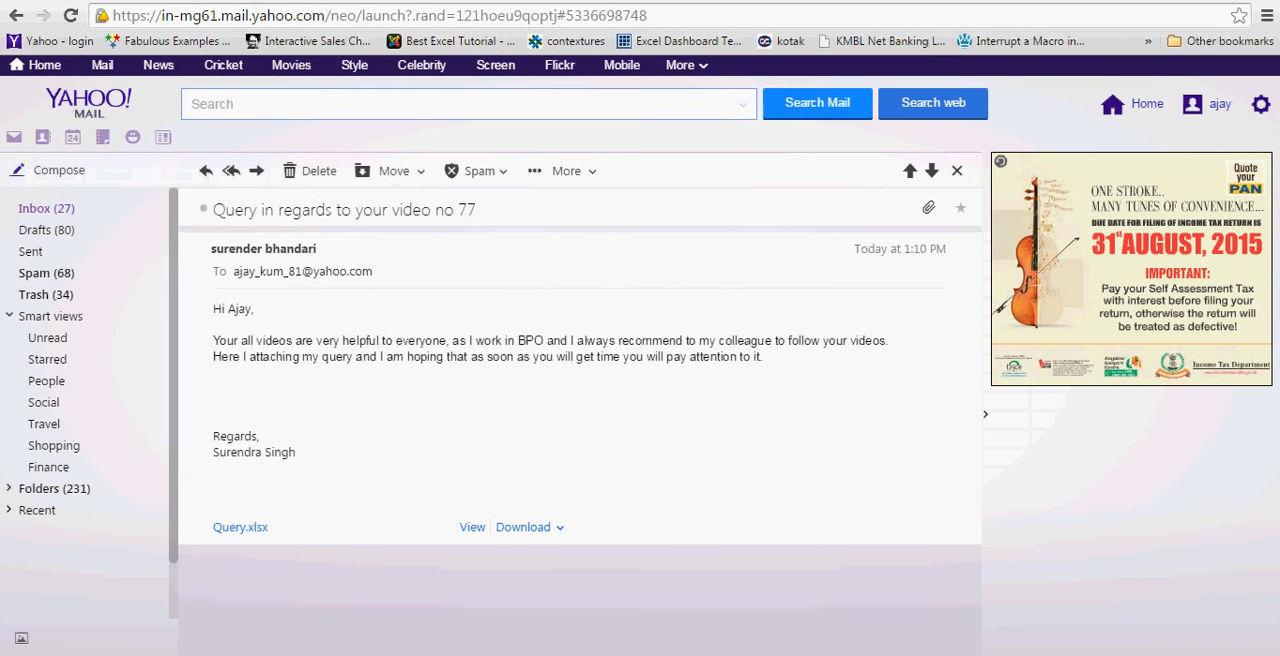 https://in-mg61.mail.yahoo.com/neo/launch?.rand=121hoeu9qoptj#5336698748
Yahoo - login Fabulous Examples ... Interactive Sales Ch... Best Excel Tutorial - ... contextures Excel Dashboard Te... kotak KMBL Net Banking L... Interrupt a Macro in... » Other bookmarks
Home Mail News Cricket Movies Style Celebrity Screen Flickr Mobile More
YAHOO! MAIL
Search
Search Mail
Search web
Home
ajay
24
Compose
Delete Move Spam More
Inbox (27)
Drafts (80)
Sent
Spam (68)
Trash (34)
Smart views
Unread
Starred
People
Social
Travel
Shopping
Finance
Folders (231)
Recent
Query in regards to your video no 77
surender bhandari Today at 1:10 PM
To ajay_kum_81@yahoo.com
Hi Ajay,
Your all videos are very helpful to everyone, as I work in BPO and I always recommend to my colleague to follow your videos.
Here I attaching my query and I am hoping that as soon as you will get time you will pay attention to it.
Regards,
Surendra Singh
Query.xlsx View Download
Quote
your
PAN
ONE STROKE..
MANY TUNES OF CONVENIENCE...
DUE DATE FOR FILING OF INCOME TAX RETURN IS
31ST AUGUST, 2015
IMPORTANT:
Pay your Self Assessment Tax
with interest before filing your
return, otherwise the return will
be treated as defective!
Income Tax Department